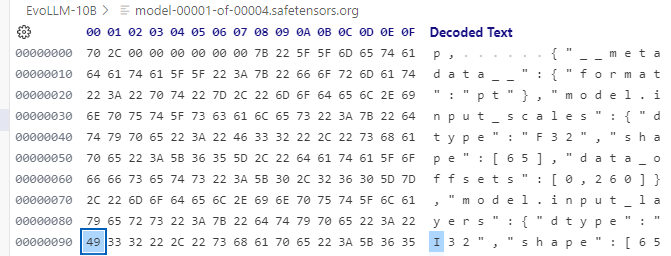 EvoLLM-10B > model-00001-of-00004.safetensors.org
00 01 02 03 04 05 06 07 08 09 0A 0B 0C 0D 0E 0F Decoded Text
00000000 70 2C 00 00 00 00 00 00 7B 22 5F 5F 6D 65 74 61 p , . . . . . . { " _ _ m e t a
00000010 64 61 74 61 5F 5F 22 3A 7B 22 66 6F 72 6D 61 74 d a t a _ _ " : { " f o r m a t
00000020 22 3A 22 70 74 22 7D 2C 22 6D 6F 64 65 6C 2E 69 " : " p t " } , " m o d e l . i
00000030 6E 70 75 74 5F 73 63 61 6C 65 73 22 3A 7B 22 64 n p u t _ s c a l e s " : { " d
00000040 74 79 70 65 22 3A 22 46 33 32 22 2C 22 73 68 61 t y p e " : " F 3 2 " , " s h a
00000050 70 65 22 3A 5B 36 35 5D 2C 22 64 61 74 61 5F 6F p e " : [ 6 5 ] , " d a t a _ o
00000060 66 66 73 65 74 73 22 3A 5B 30 2C 32 36 30 5D 7D f f s e t s " : [ 0 , 2 6 0 ] }
00000070 2C 22 6D 6F 64 65 6C 2E 69 6E 70 75 74 5F 6C 61 , " m o d e l . i n p u t _ l a
00000080 79 65 72 73 22 3A 7B 22 64 74 79 70 65 22 3A 22 y e r s " : { " d t y p e " : "
00000090 49 33 32 22 2C 22 73 68 61 70 65 22 3A 5B 36 35 I 3 2 " , " s h a p e " : [ 6 5